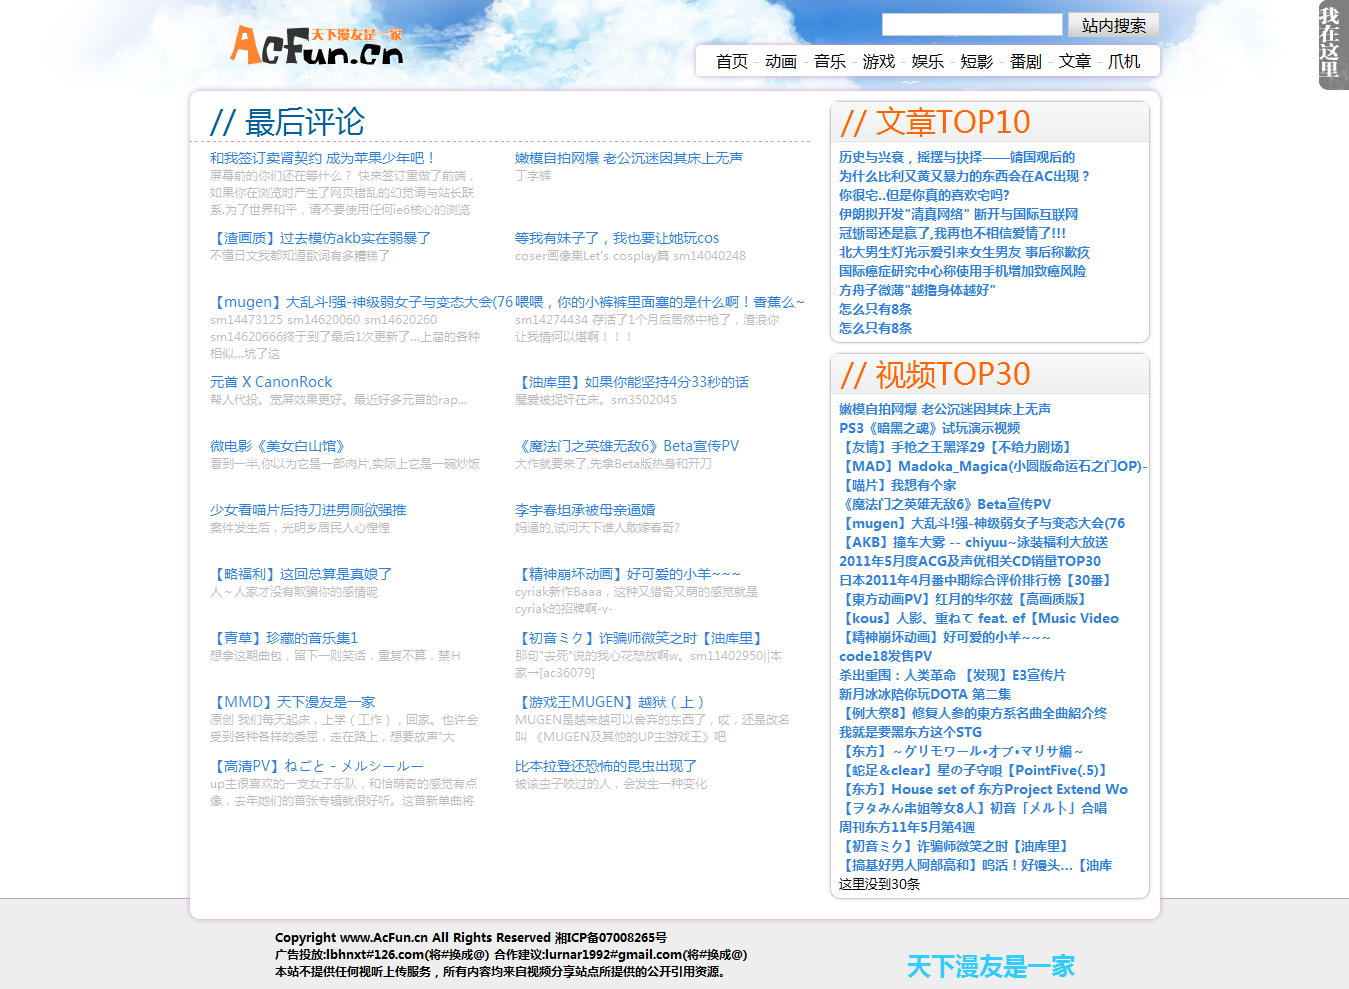 AcFun.cn 天下漫友是一家
站内搜索
我在这里
首页 - 动画 - 音乐 - 游戏 - 娱乐 - 短影 - 番剧 - 文章 - 爪机
// 最后评论
和我签订卖肾契约 成为苹果少年吧！
屏幕前的你们还在等什么？ 快来签订重做了前端，
如果你在浏览时产生了网页错乱的幻觉请与站长联
系.为了世界和平，请不要使用任何ie6核心的浏览
嫩模自拍网爆 老公沉迷因其床上无声
丁字裤
【渣画质】过去模仿akb实在弱暴了
不懂日文我都知道歌词有多糟糕了
等我有妹子了，我也要让她玩cos
coser画像集Let's cosplay篇 sm14040248
【mugen】大乱斗!强-神级弱女子与变态大会(76
sm14473125 sm14620060 sm14620260
sm14620666终于到了最后1次更新了...上届的各种
相似...坑了这
喂喂，你的小裤裤里面塞的是什么啊！香蕉么~
sm14274434 存活了1个月后居然中枪了，渣浪你
让我情何以堪啊！！！
元首 X CanonRock
帮人代投。宽屏效果更好。最近好多元首的rap...
【油库里】如果你能坚持4分33秒的话
魔爱被捉奸在床。sm3502045
微电影《美女白山馆》
看到一半,你以为它是一部肉片,实际上它是一碗炒饭
《魔法门之英雄无敌6》Beta宣传PV
大作就要来了,先拿Beta版热身和开刀
少女看喵片后持刀进男厕欲强推
案件发生后，光明乡居民人心惶惶
李宇春坦承被母亲逼婚
妈逼的,试问天下谁人敢嫁春哥?
【略福利】这回总算是真娘了
人～人家才没有欺骗你的感情呢
【精神崩坏动画】好可爱的小羊~~~
cyriak新作Baaa，这种又猎奇又萌的感觉就是
cyriak的招牌啊-v-
【青草】珍藏的音乐集1
想拿这期曲包，留下一则笑话，重复不算，禁Ｈ
【初音ミク】诈骗师微笑之时【油库里】
那句"去死"说的我心花怒放啊w。sm11402950||本
家→[ac36079]
【MMD】天下漫友是一家
原创 我们每天起床，上学（工作），回家。也许会
受到各种各样的委屈，走在路上，想要放声"大
【游戏王MUGEN】越狱（上）
MUGEN是越来越可以舍弃的东西了，哎，还是改名
叫 《MUGEN及其他的UP主游戏王》吧
【高清PV】ねごと - メルシールー
up主很喜欢的一支女子乐队，和恰萌奇的感觉有点
像，去年她们的首张专辑就很好听。这首新单曲将
比本拉登还恐怖的昆虫出现了
被该虫子咬过的人，会发生一种变化
// 文章TOP10
历史与兴衰，摇摆与抉择——靖国观后的
为什么比利又黄又暴力的东西会在AC出现？
你很宅..但是你真的喜欢宅吗?
伊朗拟开发"清真网络" 断开与国际互联网
冠锨哥还是赢了,我再也不相信爱情了!!!
北大男生灯光示爱引来女生男友 事后称歉疚
国际癌症研究中心称使用手机增加致癌风险
方舟子微薄"越撸身体越好"
怎么只有8条
怎么只有8条
// 视频TOP30
嫩模自拍网爆 老公沉迷因其床上无声
PS3《暗黑之魂》试玩演示视频
【友情】手枪之王黑泽29【不给力剧场】
【MAD】Madoka_Magica(小圆版命运石之门OP)-
【喵片】我想有个家
《魔法门之英雄无敌6》Beta宣传PV
【mugen】大乱斗!强-神级弱女子与变态大会(76
【AKB】撞车大雾 -- chiyuu~泳装福利大放送
2011年5月度ACG及声优相关CD销量TOP30
日本2011年4月番中期综合评价排行榜【30番】
【東方动画PV】红月的华尔兹【高画质版】
【kous】人影、重ねて feat. ef【Music Video
【精神崩坏动画】好可爱的小羊~~~
code18发售PV
杀出重围：人类革命 【发现】E3宣传片
新月冰冰陪你玩DOTA 第二集
【例大祭8】修复人参的東方系名曲全曲紹介终
我就是要黑东方这个STG
【东方】～グリモワール・オブ・マリサ編～
【蛇足＆clear】星の子守唄【PointFive(.5)】
【东方】House set of 东方Project Extend Wo
【ヲタみん串姐等女8人】初音「メルト」合唱
周刊东方11年5月第4週
【初音ミク】诈骗师微笑之时【油库里】
【搞基好男人阿部高和】呜活！好馒头...【油库
这里没到30条
Copyright www.AcFun.cn All Rights Reserved 湘ICP备07008265号
广告投放:lbhnxt#126.com(将#换成@) 合作建议:lurnar1992#gmail.com(将#换成@)
本站不提供任何视听上传服务，所有内容均来自视频分享站点所提供的公开引用资源。
天下漫友是一家